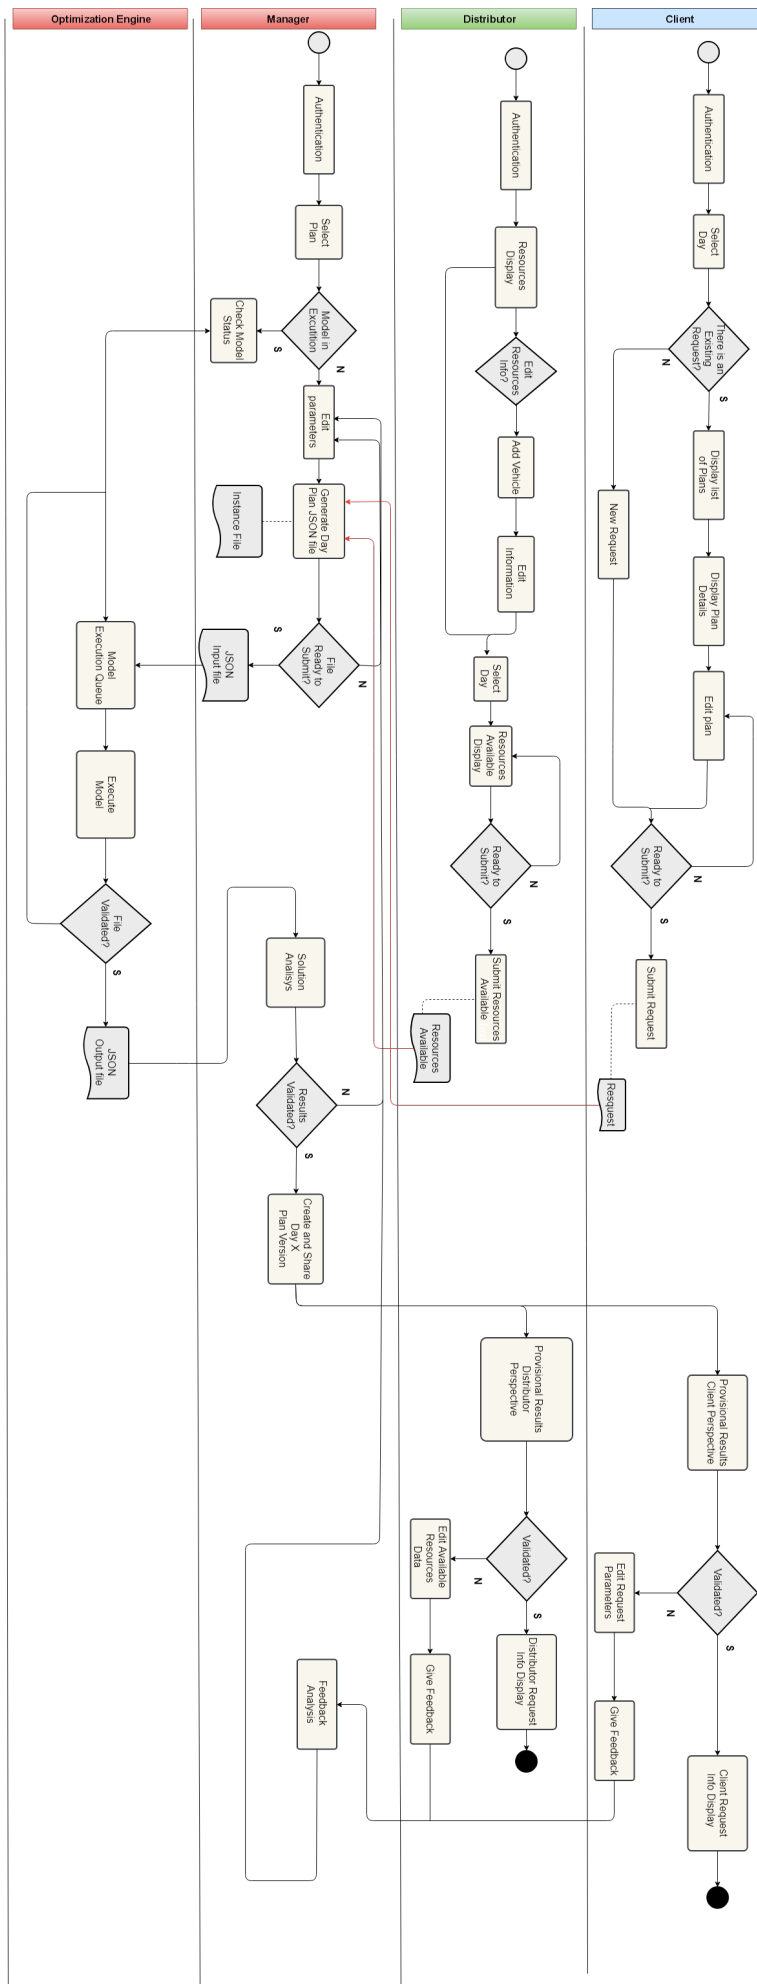 Optimization Engine
Manager
Distributor
Client
Authentication
Select
Plan
Model in
Excutition
S
N
Check Model
Status
Edit
parameters
Generate Day
Plan JSON file
Instance File
File
Ready to
Submit?
S
N
JSON
Input file
Model
Execution Queue
Execute
Model
File
Validated?
S
JSON
Output file
Solution
Analisys
Results
Validated?
N
S
Create and Share
Day X
Plan Version
Feedback
Analysis
Authentication
Resources
Display
Edit
Resources
Info?
Add Vehicle
Edit
Information
Select
Day
Resources
Available
Display
Ready to
Submit?
N
S
Submit Resources
Available
Resources
Available
Provisional Results
Distributor
Perspective
Validated?
N
S
Edit Available
Resources
Data
Give Feedback
Distributor Request
Info Display
Authentication
Select
Day
There is an
Existing
Request?
N
S
New Request
Display list
of Plans
Display Plan
Details
Edit plan
Ready to
Submit?
N
S
Submit Request
Resquest
Provisional Results
Client Perspective
Validated?
N
S
Edit Request
Parameters
Give Feedback
Client Request
Info Display